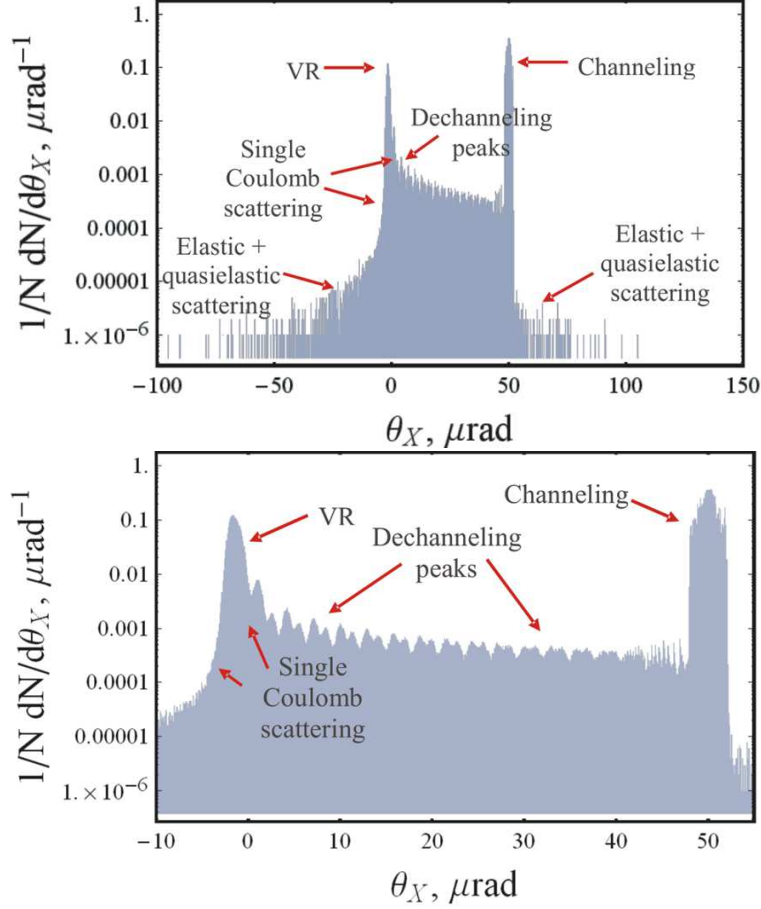 1/N dN/dθ_X, μrad⁻¹
1.
0.1
0.01
0.001
0.0001
0.00001
1.×10⁻⁶
VR
Channeling
Dechanneling
peaks
Single
Coulomb
scattering
Elastic +
quasielastic
scattering
Elastic +
quasielastic
scattering
−100
−50
0
50
100
150
θ_X, μrad
1/N dN/dθ_X, μrad⁻¹
1.
0.1
0.01
0.001
0.0001
0.00001
1.×10⁻⁶
VR
Channeling
Dechanneling
peaks
Single
Coulomb
scattering
−10
0
10
20
30
40
50
θ_X, μrad